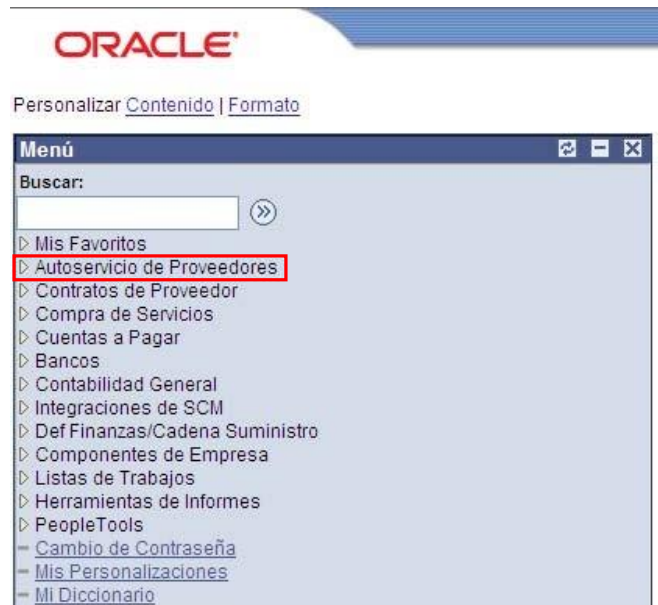 ORACLE
Personalizar Contenido | Formato
Menú
Buscar:
Mis Favoritos
Autoservicio de Proveedores
Contratos de Proveedor
Compra de Servicios
Cuentas a Pagar
Bancos
Contabilidad General
Integraciones de SCM
Def Finanzas/Cadena Suministro
Componentes de Empresa
Listas de Trabajos
Herramientas de Informes
PeopleTools
Cambio de Contraseña
Mis Personalizaciones
Mi Diccionario